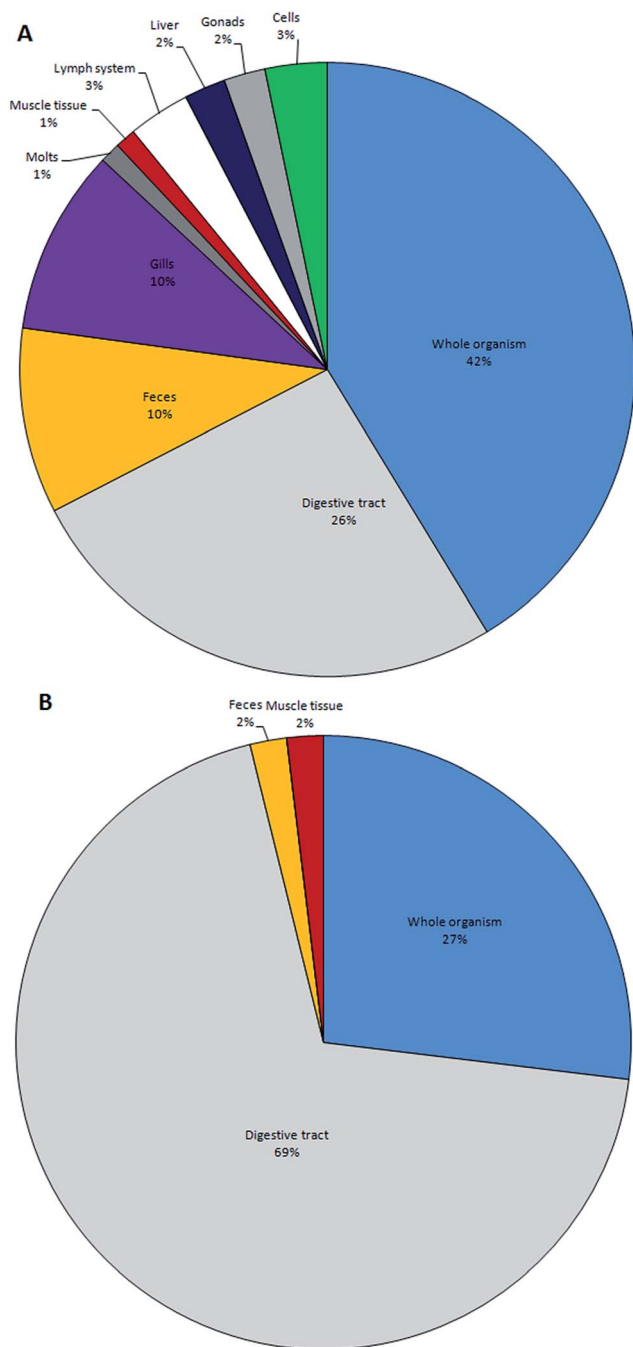 A
Cells
3%
Gonads
2%
Liver
2%
Lymph system
3%
Muscle tissue
1%
Molts
1%
Gills
10%
Feces
10%
Whole organism
42%
Digestive tract
26%
B
Feces
2%
Muscle tissue
2%
Whole organism
27%
Digestive tract
69%